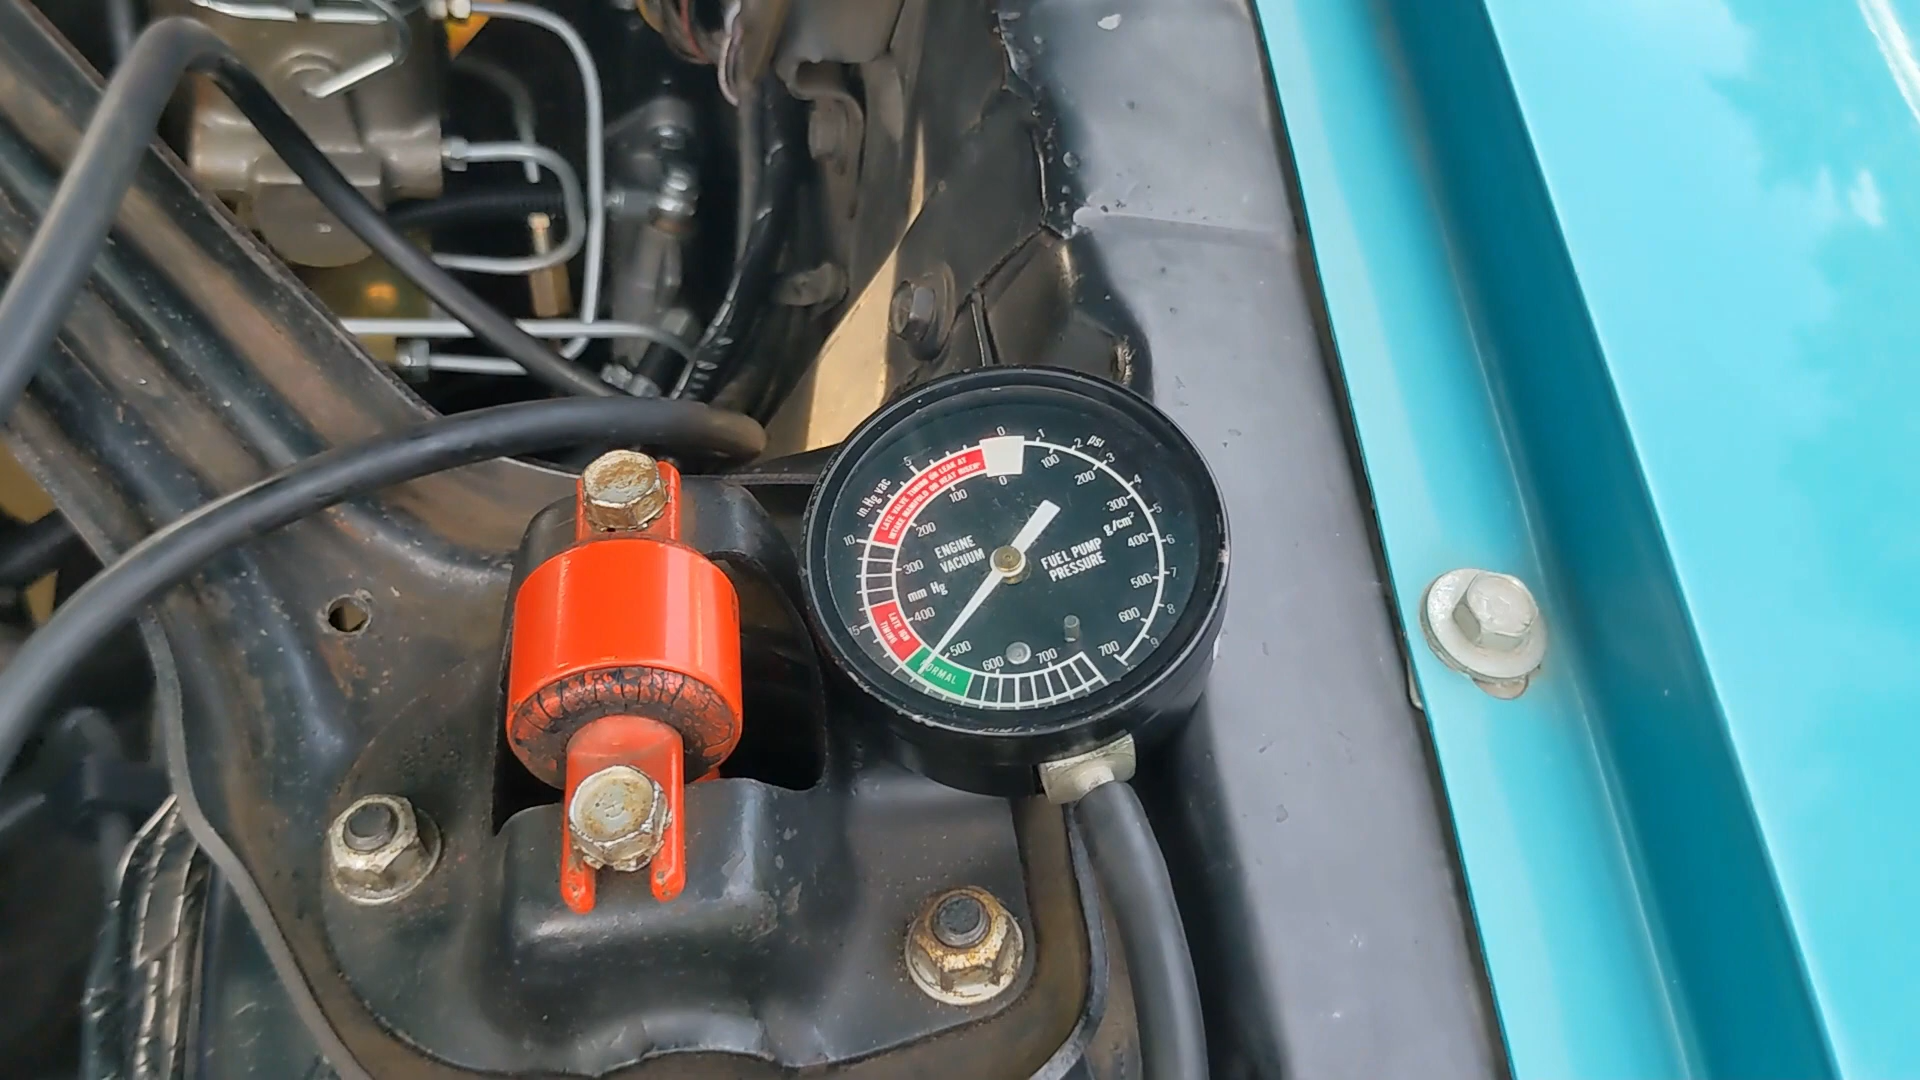 0 1 2 psi 3 4 5 6 7 8 9
0 100 200 300 400 500 600 700
g/cm²
FUEL PUMP
PRESSURE
in. Hg vac
5 10
ENGINE
VACUUM
0 100 200 300 400 500 600 700
mm Hg
LATE VALVE TIMING OR LEAK AT
INTAKE MANIFOLD OR HEAT RISER
LATE IGN
TIMING
NORMAL